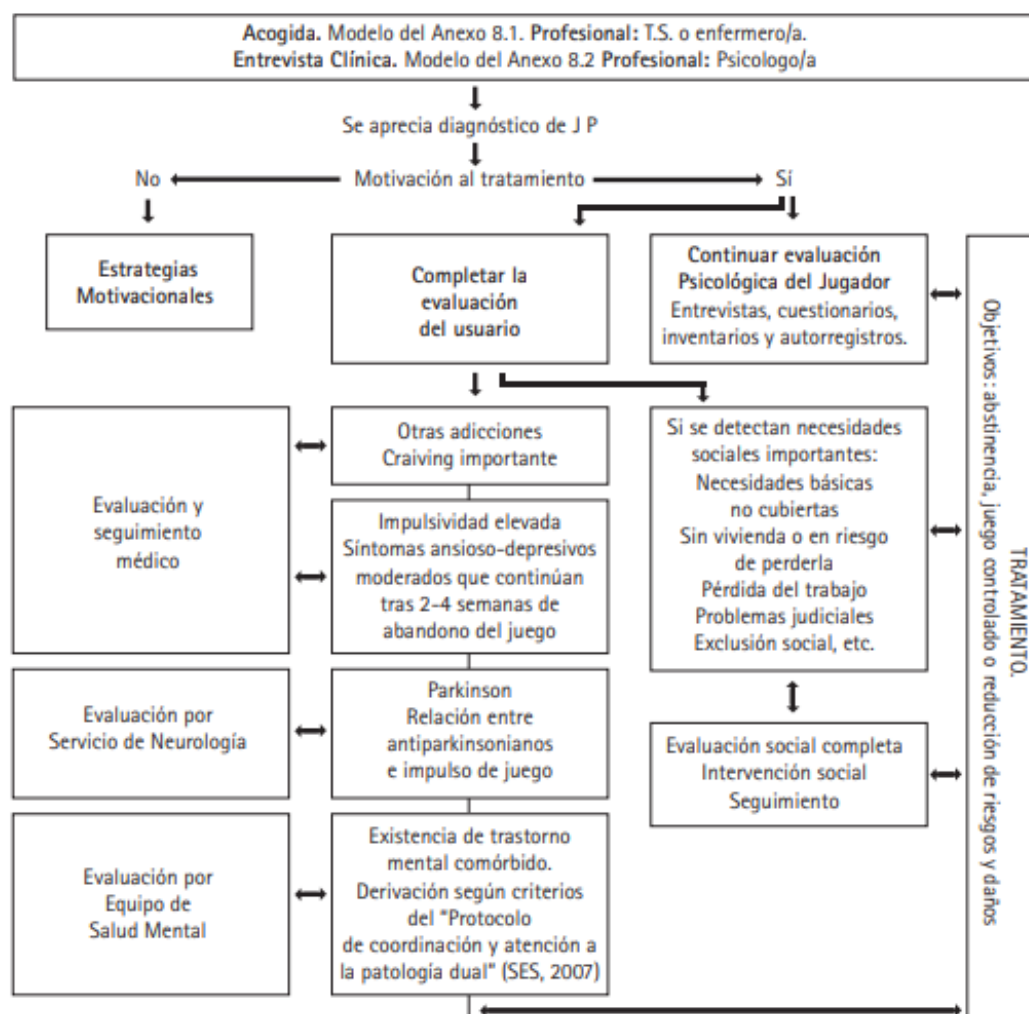 Acogida. Modelo del Anexo 8.1. Profesional: T.S. o enfermero/a.
Entrevista Clínica. Modelo del Anexo 8.2 Profesional: Psicologo/a
Se aprecia diagnóstico de J P
No
Motivación al tratamiento
Sí
Estrategias
Motivacionales
Completar la
evaluación
del usuario
Continuar evaluación
Psicológica del Jugador
Entrevistas, cuestionarios,
inventarios y autorregistros.
Evaluación y
seguimiento
médico
Otras adicciones
Craiving importante
Impulsividad elevada
Síntomas ansioso-depresivos
moderados que continúan
tras 2-4 semanas de
abandono del juego
Si se detectan necesidades
sociales importantes:
Necesidades básicas
no cubiertas
Sin vivienda o en riesgo
de perderla
Pérdida del trabajo
Problemas judiciales
Exclusión social, etc.
Evaluación por
Servicio de Neurología
Parkinson
Relación entre
antiparkinsonianos
e impulso de juego
Evaluación social completa
Intervención social
Seguimiento
Evaluación por
Equipo de
Salud Mental
Existencia de trastorno
mental comórbido.
Derivación según criterios
del "Protocolo
de coordinación y atención a
la patología dual" (SES, 2007)
TRATAMIENTO.
Objetivos: abstinencia, juego controlado o reducción de riesgos y daños